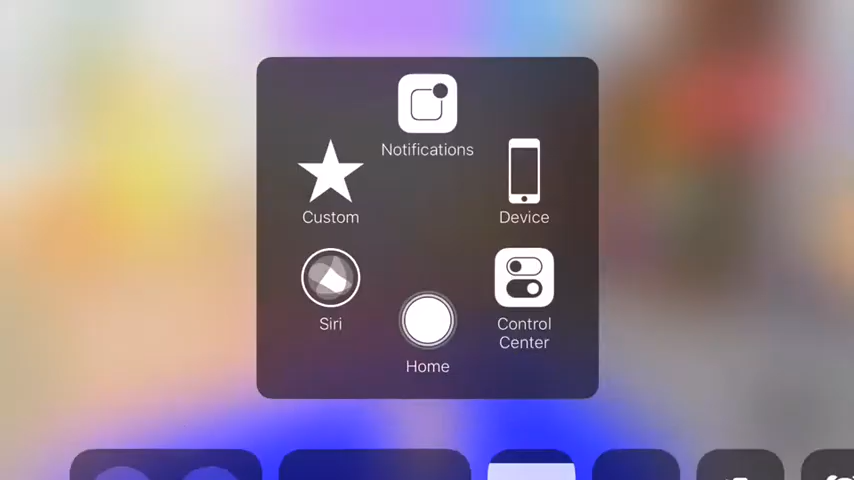 Notifications
Custom
Device
Siri
Control
Center
Home